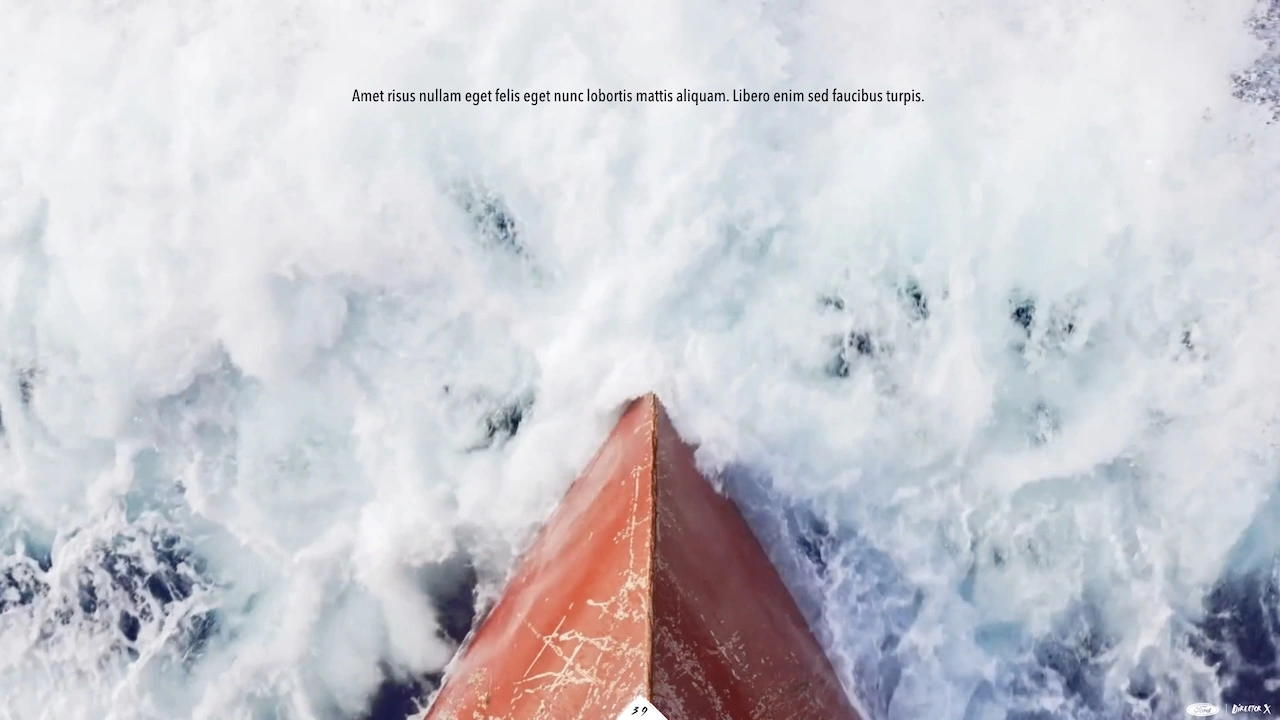 Amet risus nullam eget felis eget nunc lobortis mattis aliquam. Libero enim sed faucibus turpis.
39
Ford
DIRECTOR X